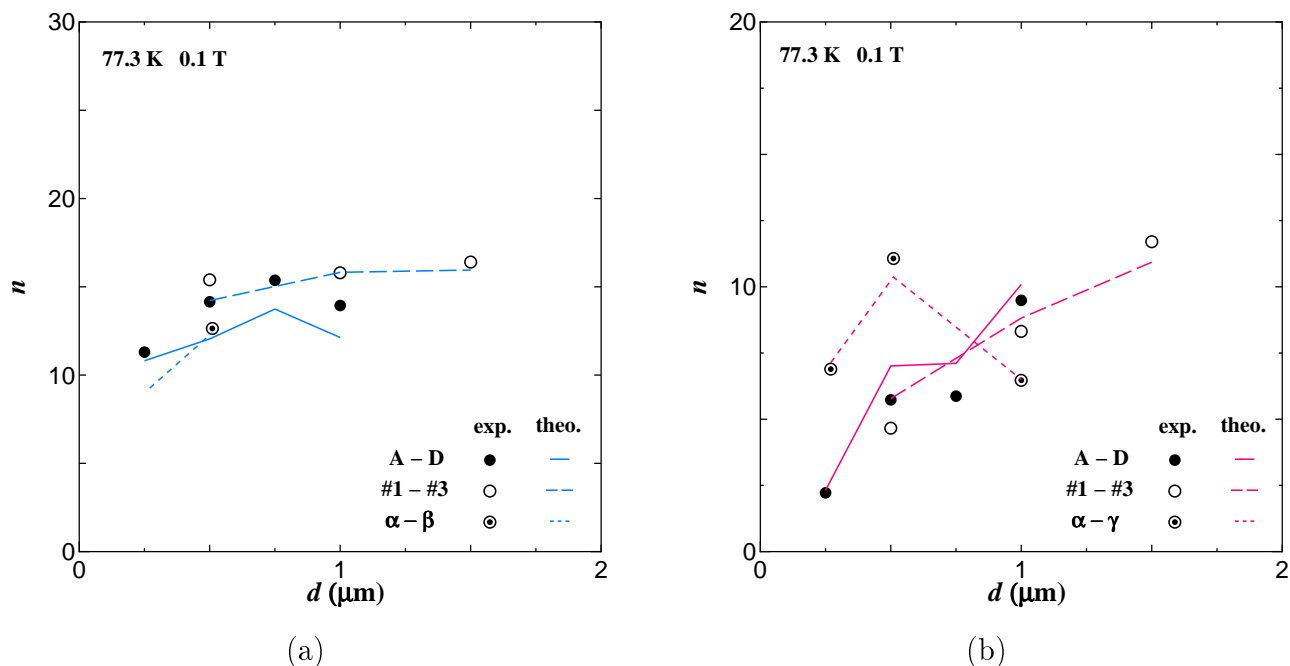 30
77.3 K 0.1 T
20
n
10
exp. theo.
A – D
#1 – #3
α – β
0
0 1 2
d (μm)
(a)
20
77.3 K 0.1 T
n
10
exp. theo.
A – D
#1 – #3
α – γ
0
0 1 2
d (μm)
(b)